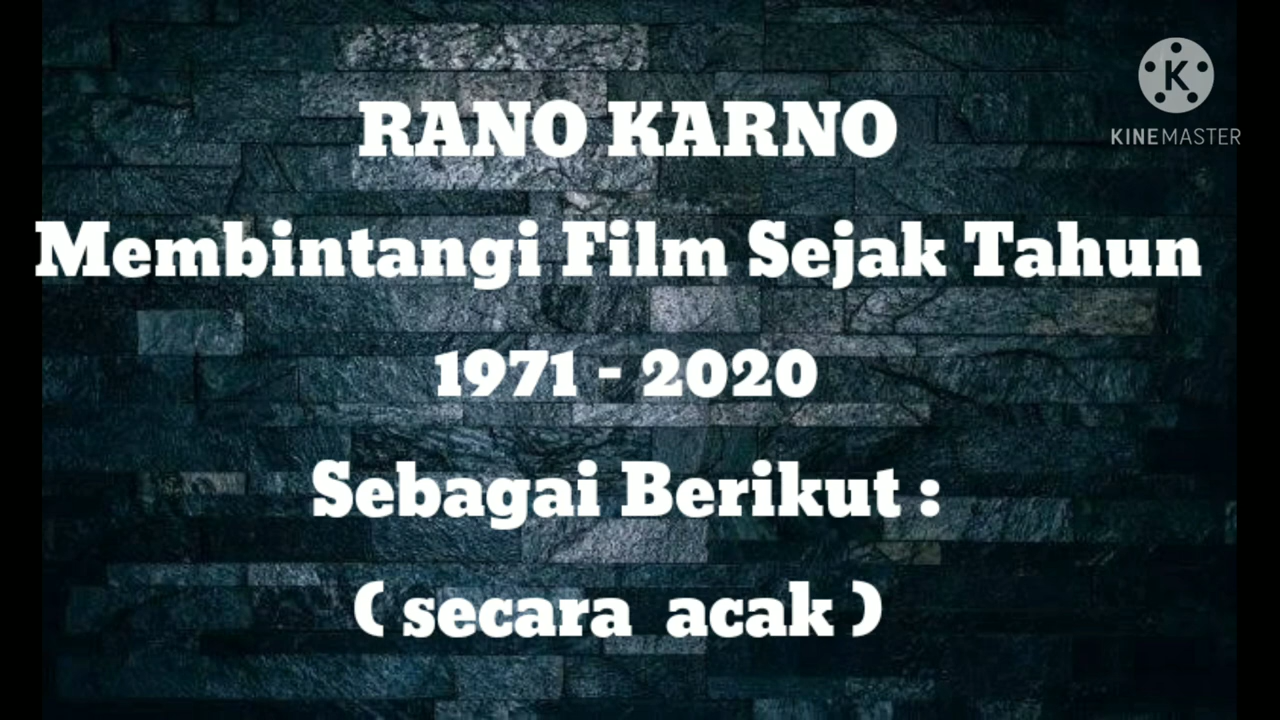 RANO KARNO
K
KINEMASTER
Membintangi Film Sejak Tahun
1971 - 2020
Sebagai Berikut :
( secara acak )